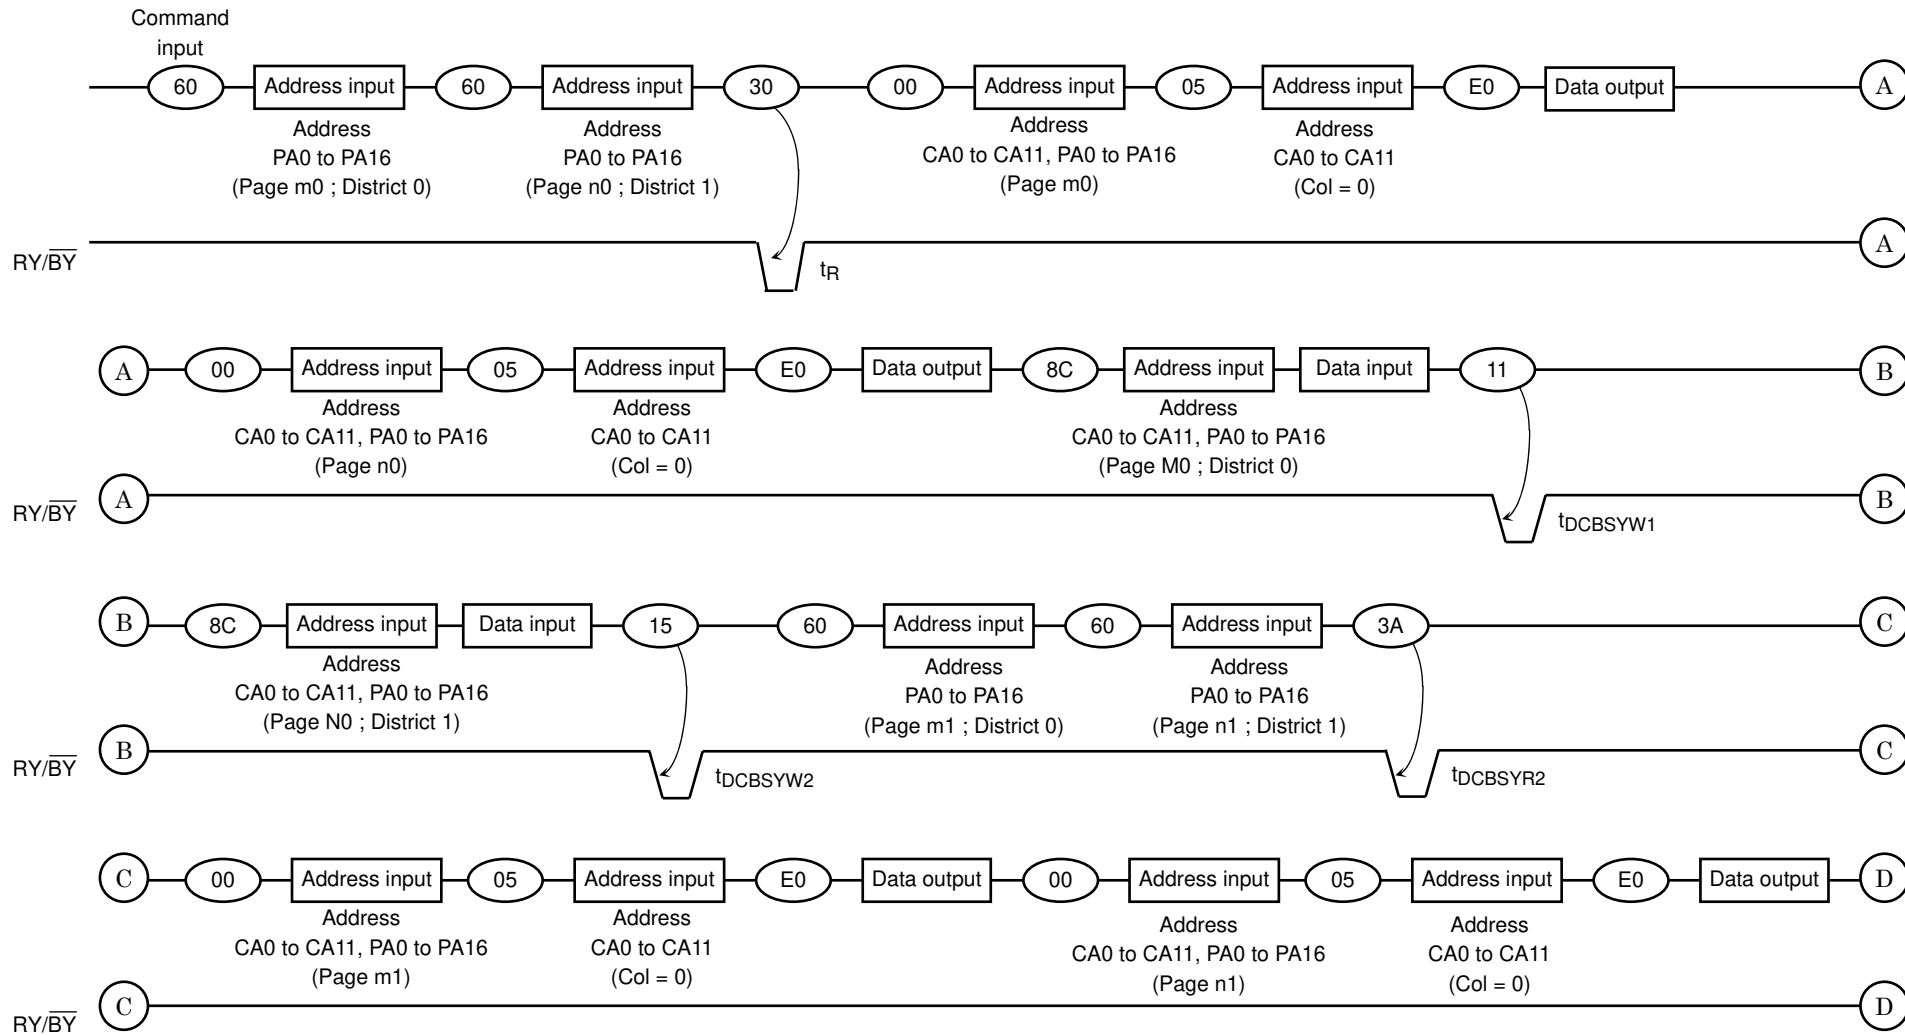 Command
input
60 Address input 60 Address input 30 00 Address input 05 Address input E0 Data output A
Address Address Address Address
PA0 to PA16 PA0 to PA16 CA0 to CA11, PA0 to PA16 CA0 to CA11
(Page m0 ; District 0) (Page n0 ; District 1) (Page m0) (Col = 0)
RY/BY A
tR
A 00 Address input 05 Address input E0 Data output 8C Address input Data input 11 B
Address Address Address
CA0 to CA11, PA0 to PA16 CA0 to CA11 CA0 to CA11, PA0 to PA16
(Page n0) (Col = 0) (Page M0 ; District 0)
RY/BY A B
tDCBSYW1
B 8C Address input Data input 15 60 Address input 60 Address input 3A C
Address Address Address
CA0 to CA11, PA0 to PA16 PA0 to PA16 PA0 to PA16
(Page N0 ; District 1) (Page m1 ; District 0) (Page n1 ; District 1)
RY/BY B C
tDCBSYW2 tDCBSYR2
C 00 Address input 05 Address input E0 Data output 00 Address input 05 Address input E0 Data output D
Address Address Address Address
CA0 to CA11, PA0 to PA16 CA0 to CA11 CA0 to CA11, PA0 to PA16 CA0 to CA11
(Page m1) (Col = 0) (Page n1) (Col = 0)
RY/BY C D